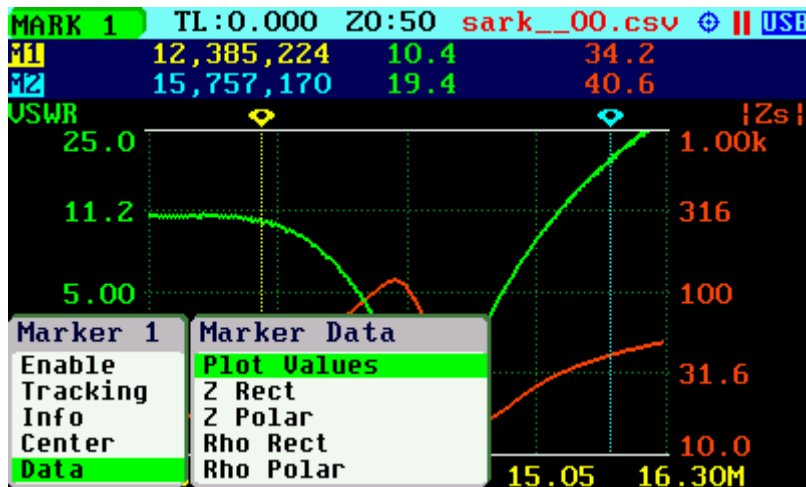 MARK 1 TL:0.000 Z0:50 sark__00.csv USB
M1 12,385,224 10.4 34.2
M2 15,757,170 19.4 40.6
VSWR |Zs|
25.0 1.00k
11.2 316
5.00 100
Marker 1 Marker Data
Enable Plot Values
Tracking Z Rect 31.6
Info Z Polar
Center Rho Rect 10.0
Data Rho Polar 15.05 16.30M